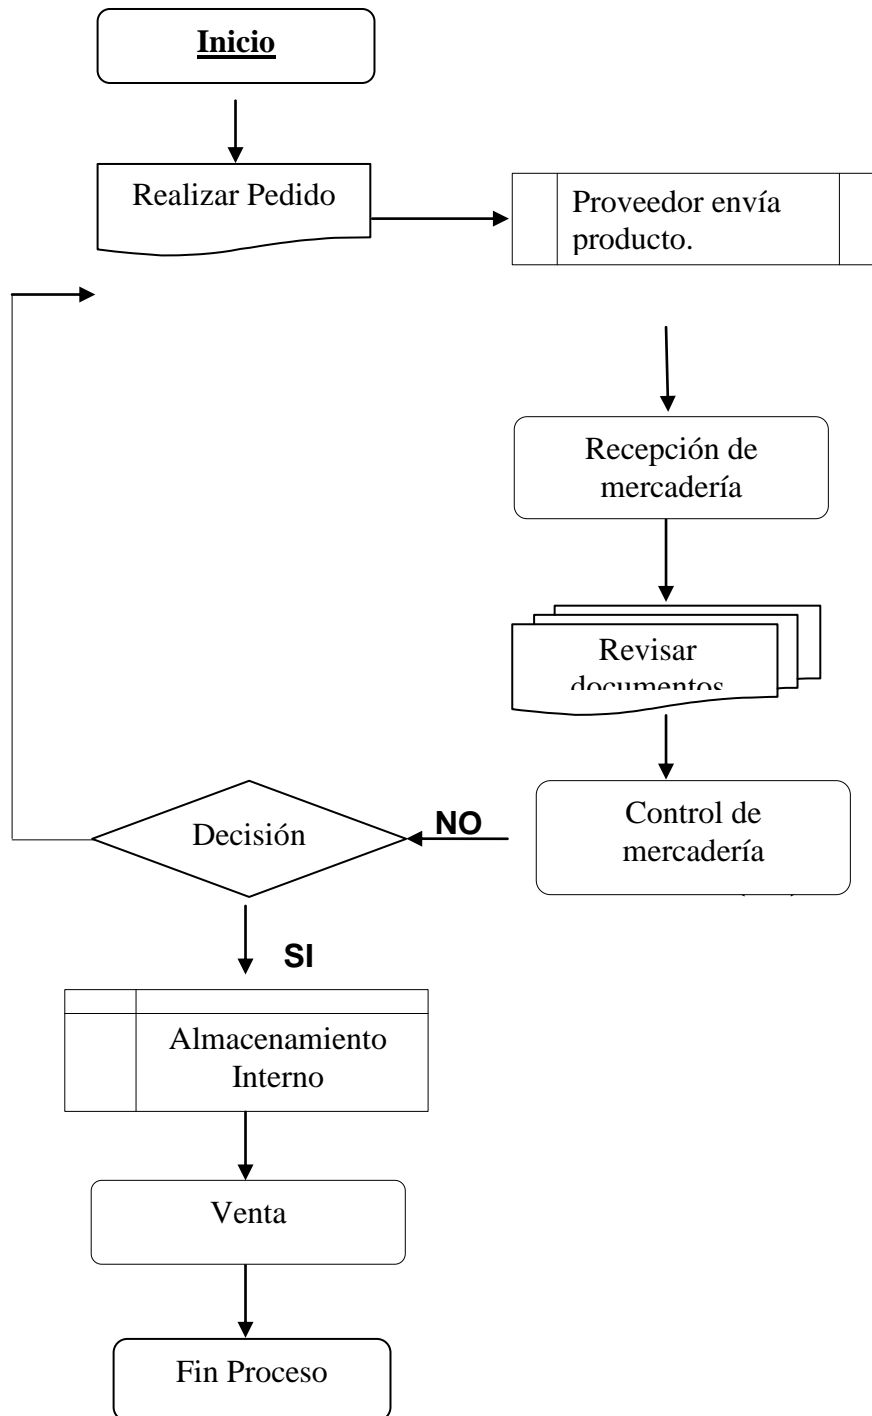 Inicio
Realizar Pedido
Proveedor envía
producto.
Recepción de
mercadería
Revisar
documentos
Control de
mercadería
NO
Decisión
SI
Almacenamiento
Interno
Venta
Fin Proceso